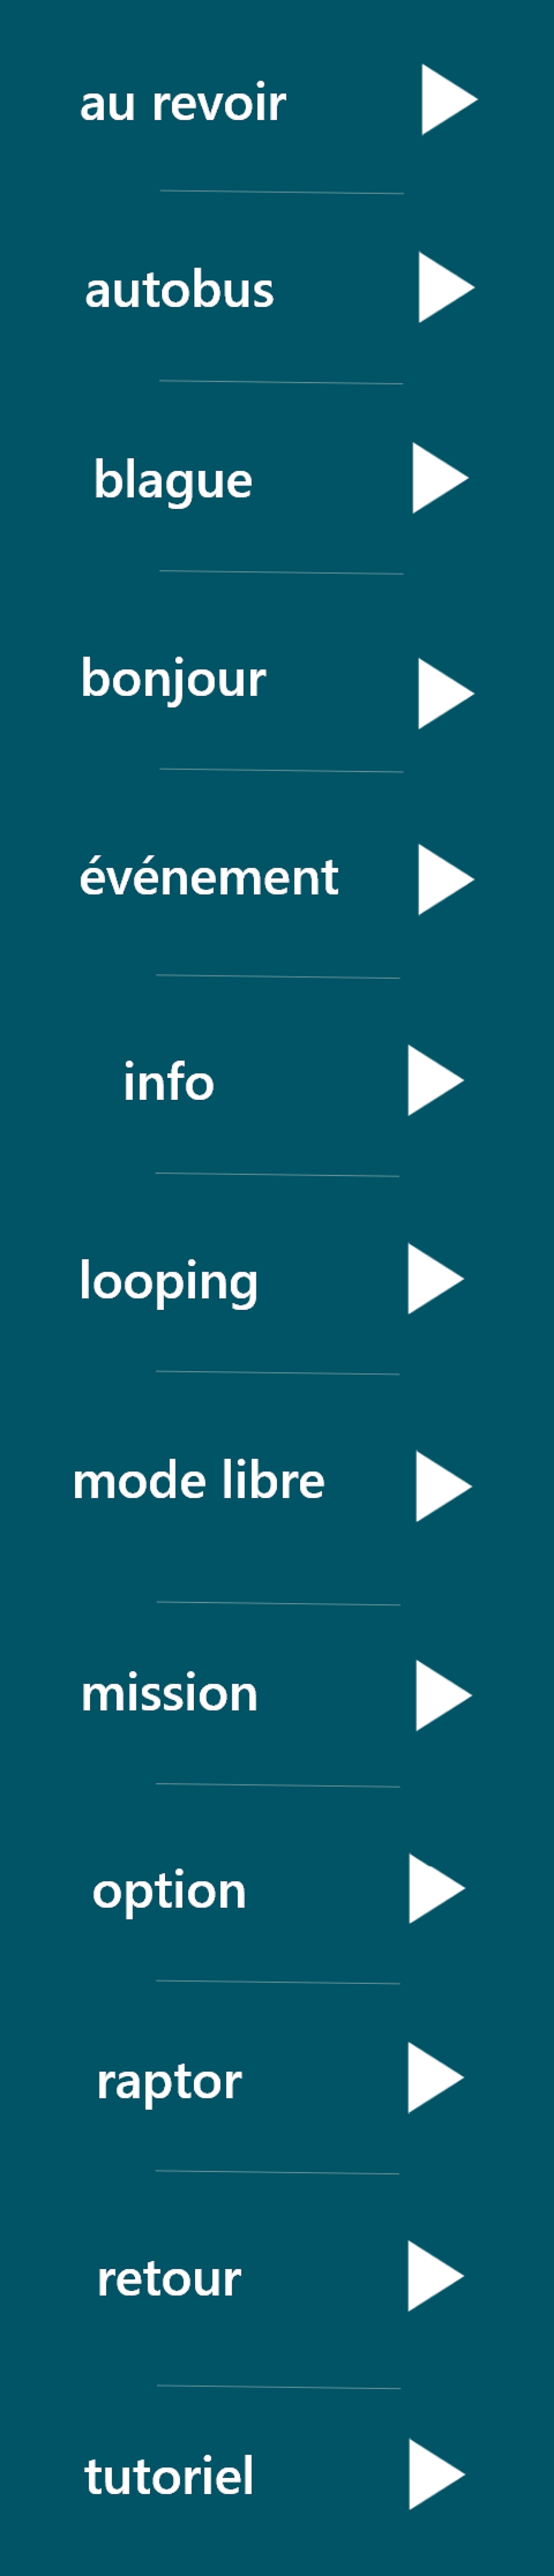 au revoir
autobus
blague
bonjour
événement
info
looping
mode libre
mission
option
raptor
retour
tutoriel